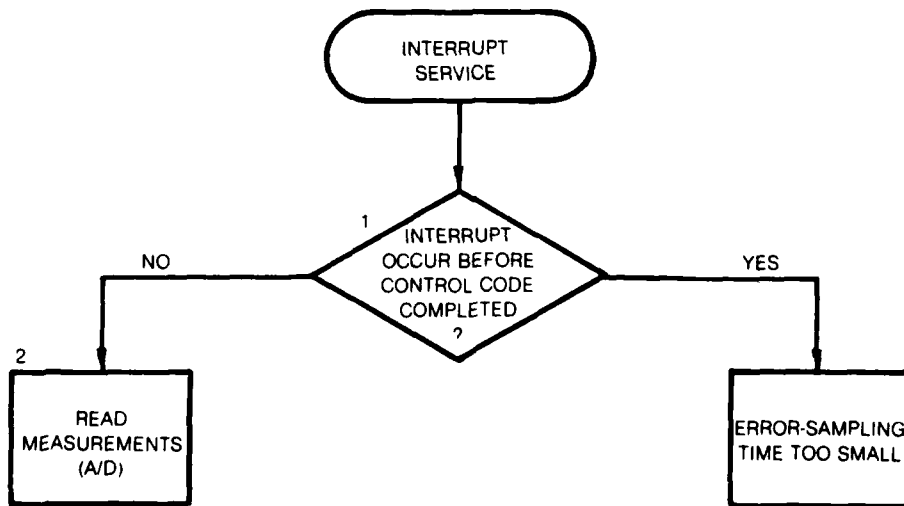 INTERRUPT
SERVICE
1
INTERRUPT
OCCUR BEFORE
CONTROL CODE
COMPLETED
?
NO
YES
2
READ
MEASUREMENTS
(A/D)
ERROR-SAMPLING
TIME TOO SMALL